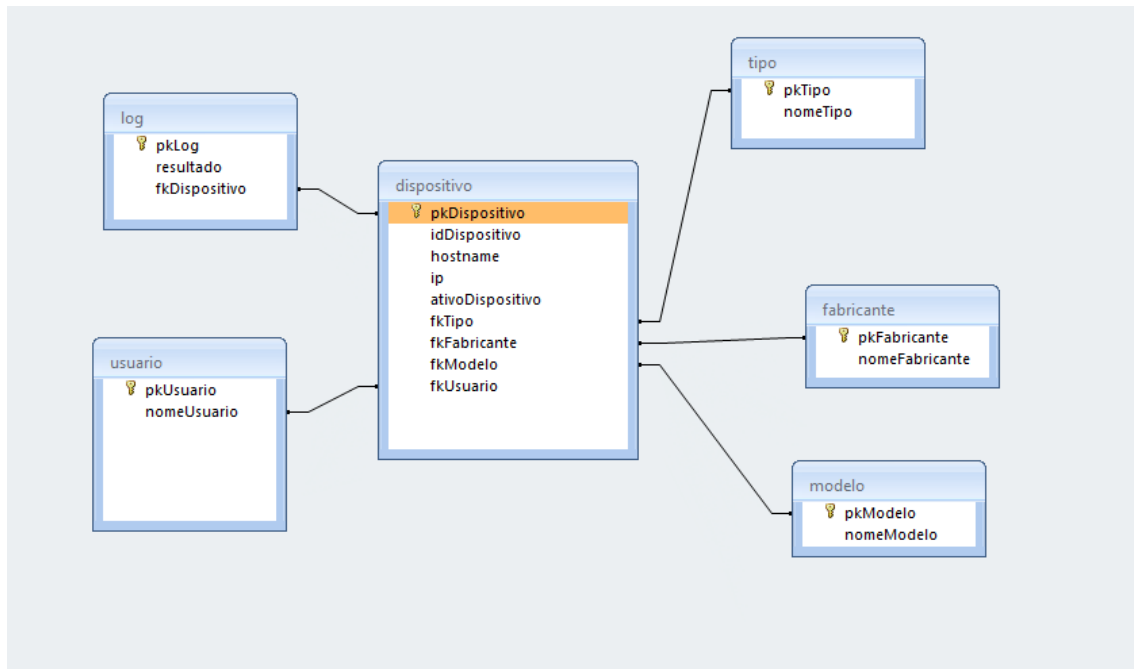 log
pkLog
resultado
fkDispositivo
usuario
pkUsuario
nomeUsuario
dispositivo
pkDispositivo
idDispositivo
hostname
ip
ativoDispositivo
fkTipo
fkFabricante
fkModelo
fkUsuario
tipo
pkTipo
nomeTipo
fabricante
pkFabricante
nomeFabricante
modelo
pkModelo
nomeModelo